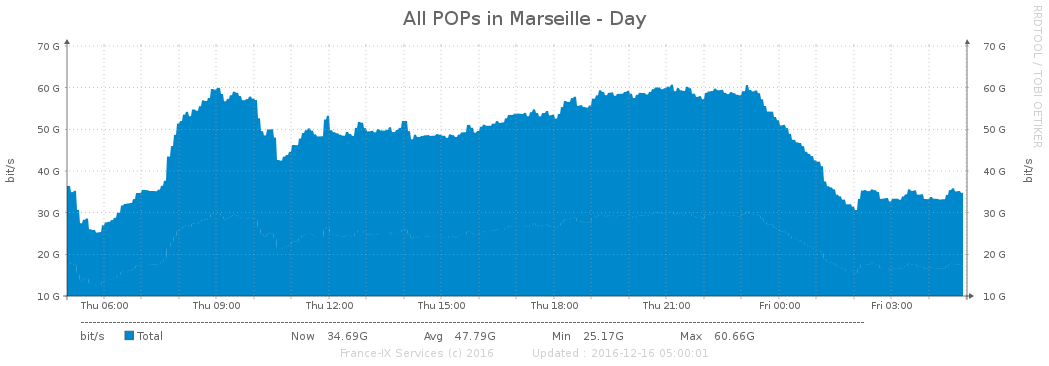 All POPs in Marseille - Day
RRDTOOL / TOBI OETIKER
70 G 70 G
60 G 60 G
50 G 50 G
40 G 40 G
30 G 30 G
20 G 20 G
10 G 10 G
bit/s
bit/s
Thu 06:00 Thu 09:00 Thu 12:00 Thu 15:00 Thu 18:00 Thu 21:00 Fri 00:00 Fri 03:00
bit/s Total Now 34.69G Avg 47.79G Min 25.17G Max 60.66G
France-IX Services (c) 2016 Updated : 2016-12-16 05:00:01